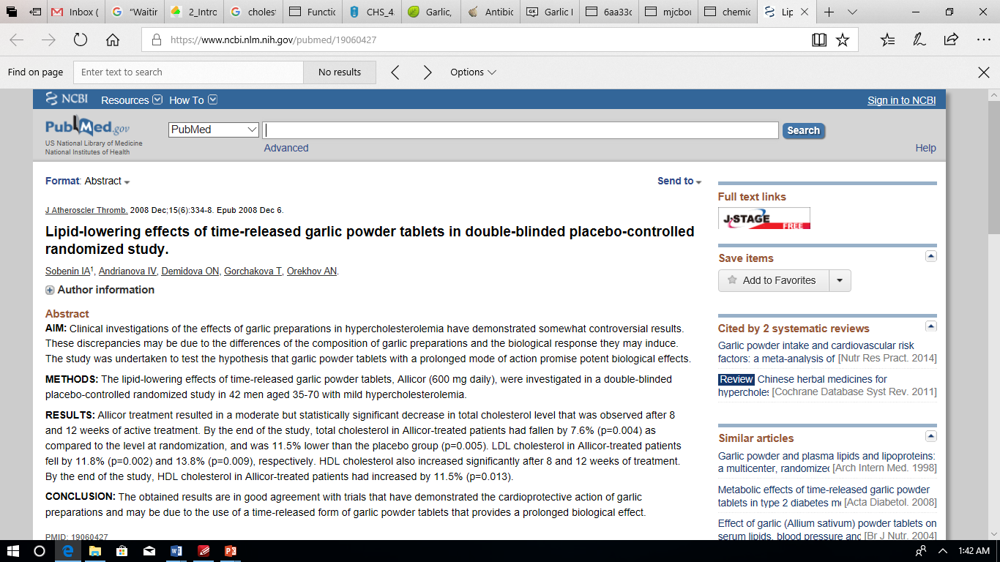 Inbox (
"Waitir
2_Intro
cholest
Functic
CHS_4
Garlic,
Antibic
GK Garlic I
6aa33c
mjcbou
chemic
Lip
https://www.ncbi.nlm.nih.gov/pubmed/19060427
Find on page Enter text to search No results Options
NCBI Resources How To Sign in to NCBI
PubMed.gov
US National Library of Medicine
National Institutes of Health
PubMed Search
Advanced Help
Format: Abstract Send to
J Atheroscler Thromb. 2008 Dec;15(6):334-8. Epub 2008 Dec 6.
Lipid-lowering effects of time-released garlic powder tablets in double-blinded placebo-controlled
randomized study.
Sobenin IA1, Andrianova IV, Demidova ON, Gorchakova T, Orekhov AN.
Author information
Abstract
AIM: Clinical investigations of the effects of garlic preparations in hypercholesterolemia have demonstrated somewhat controversial results.
These discrepancies may be due to the differences of the composition of garlic preparations and the biological response they may induce.
The study was undertaken to test the hypothesis that garlic powder tablets with a prolonged mode of action promise potent biological effects.
METHODS: The lipid-lowering effects of time-released garlic powder tablets, Allicor (600 mg daily), were investigated in a double-blinded
placebo-controlled randomized study in 42 men aged 35-70 with mild hypercholesterolemia.
RESULTS: Allicor treatment resulted in a moderate but statistically significant decrease in total cholesterol level that was observed after 8
and 12 weeks of active treatment. By the end of the study, total cholesterol in Allicor-treated patients had fallen by 7.6% (p=0.004) as
compared to the level at randomization, and was 11.5% lower than the placebo group (p=0.005). LDL cholesterol in Allicor-treated patients
fell by 11.8% (p=0.002) and 13.8% (p=0.009), respectively. HDL cholesterol also increased significantly after 8 and 12 weeks of treatment.
By the end of the study, HDL cholesterol in Allicor-treated patients had increased by 11.5% (p=0.013).
CONCLUSION: The obtained results are in good agreement with trials that have demonstrated the cardioprotective action of garlic
preparations and may be due to the use of a time-released form of garlic powder tablets that provides a prolonged biological effect.
PMID: 19060427
Full text links
J-STAGE
FREE
Save items
Add to Favorites
Cited by 2 systematic reviews
Garlic powder intake and cardiovascular risk
factors: a meta-analysis of [Nutr Res Pract. 2014]
Review Chinese herbal medicines for
hypercholes [Cochrane Database Syst Rev. 2011]
Similar articles
Garlic powder and plasma lipids and lipoproteins:
a multicenter, randomized [Arch Intern Med. 1998]
Metabolic effects of time-released garlic powder
tablets in type 2 diabetes me [Acta Diabetol. 2008]
Effect of garlic (Allium sativum) powder tablets on
serum lipids, blood pressure and [Br J Nutr. 2004]
1:42 AM